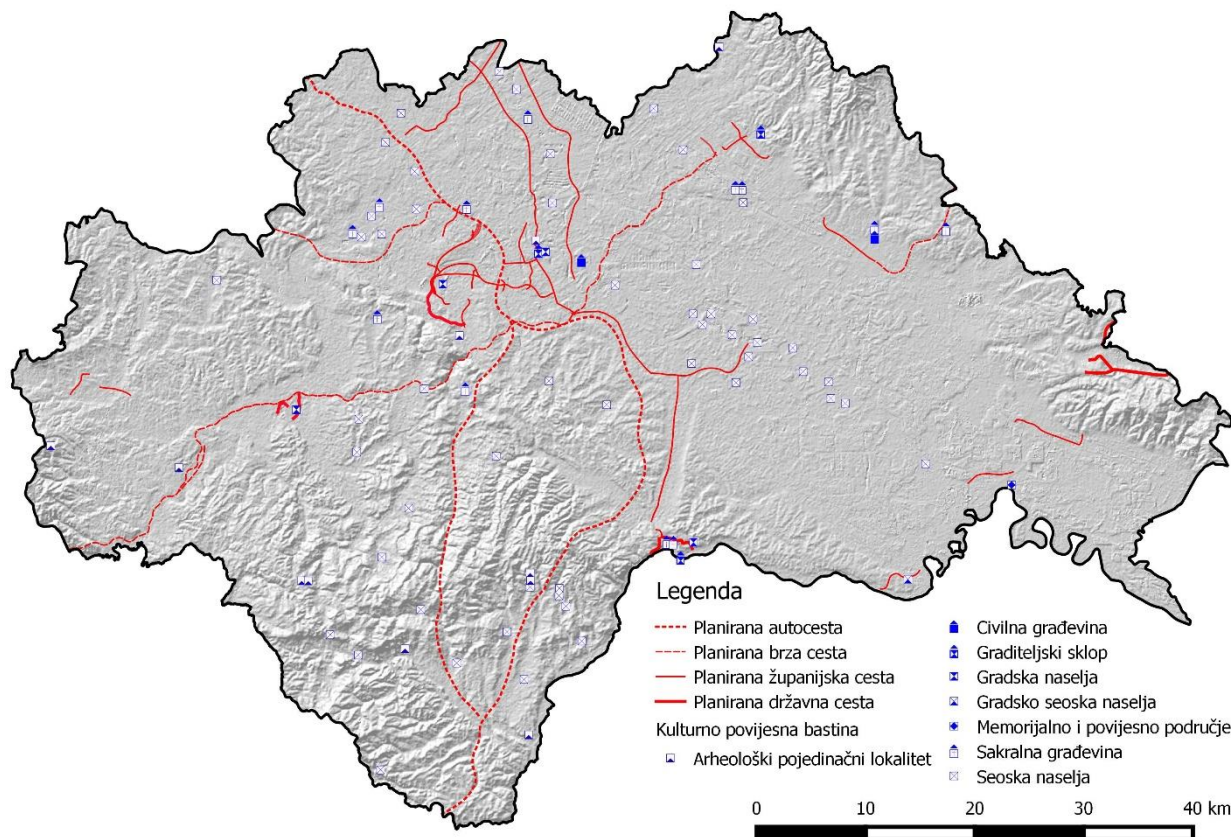 Legenda
Planirana autocesta
Planirana brza cesta
Planirana županijska cesta
Planirana državna cesta
Kulturno povijesna bastina
Arheološki pojedinačni lokalitet
Civilna građevina
Graditeljski sklop
Gradska naselja
Gradsko seoska naselja
Memorijalno i povijesno područje
Sakralna građevina
Seoska naselja
0 10 20 30 40 km